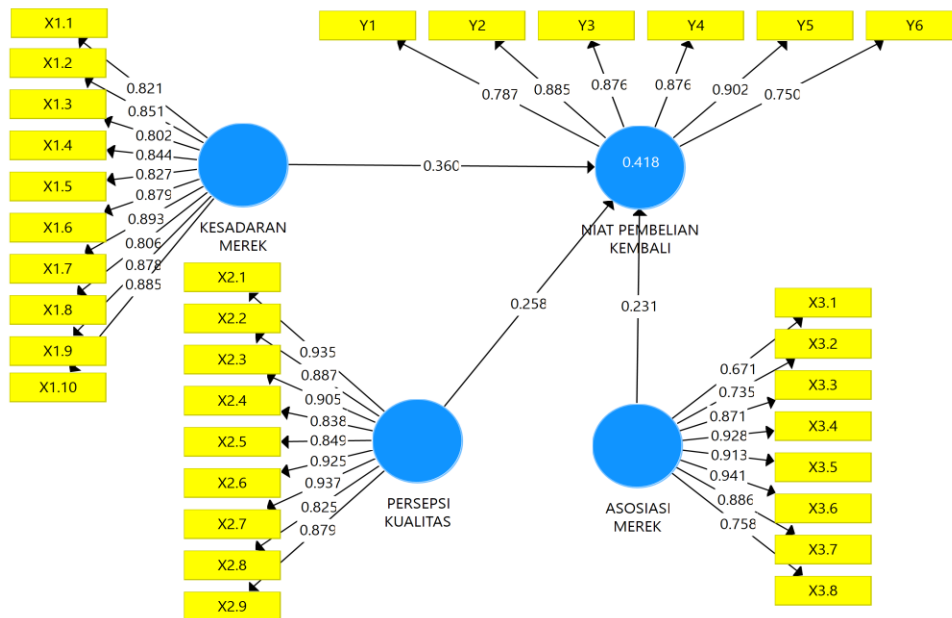 X1.1
X1.2
X1.3
X1.4
X1.5
X1.6
X1.7
X1.8
X1.9
X1.10
0.821
0.851
0.802
0.844
0.827
0.879
0.893
0.806
0.878
0.885
KESADARAN
MEREK
0.360
Y1
Y2
Y3
Y4
Y5
Y6
0.787
0.885
0.876
0.876
0.902
0.750
0.418
NIAT PEMBELIAN
KEMBALI
0.258
0.231
X2.1
X2.2
X2.3
X2.4
X2.5
X2.6
X2.7
X2.8
X2.9
0.935
0.887
0.905
0.838
0.849
0.925
0.937
0.825
0.879
PERSEPSI
KUALITAS
ASOSIASI
MEREK
0.671
0.735
0.871
0.928
0.913
0.941
0.886
0.758
X3.1
X3.2
X3.3
X3.4
X3.5
X3.6
X3.7
X3.8